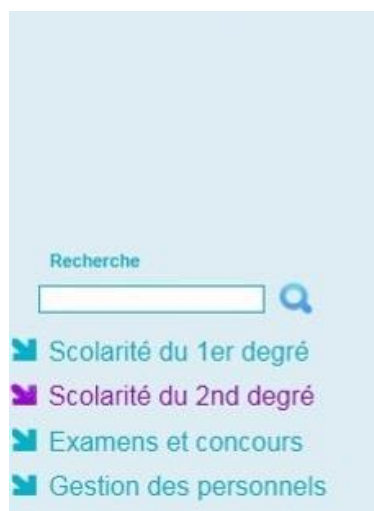 Recherche
Scolarité du 1er degré
Scolarité du 2nd degré
Examens et concours
Gestion des personnels